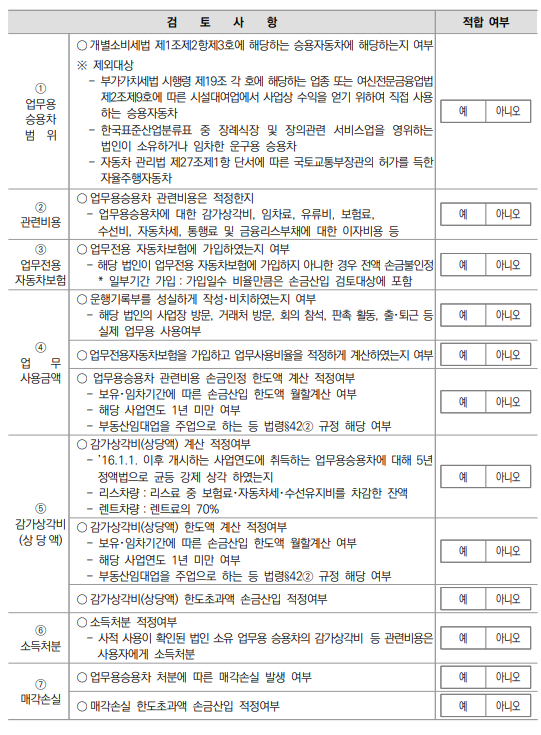 검 토 사 항 적합 여부
① 업무용 승용차 범 위
○ 개별소비세법 제1조제2항제3호에 해당하는 승용자동차에 해당하는지 여부
※ 제외대상
- 부가가치세법 시행령 제19조 각 호에 해당하는 업종 또는 여신전문금융업법
제2조제9호에 따른 시설대여업에서 사업상 수익을 얻기 위하여 직접 사용
하는 승용자동차
- 한국표준산업분류표 중 장례식장 및 장의관련 서비스업을 영위하는
법인이 소유하거나 임차한 운구용 승용차
- 자동차 관리법 제27조제1항 단서에 따른 국토교통부장관의 허가를 득한
자율주행자동차
예 아니오
② 관련비용
○ 업무용승용차 관련비용은 적정한지
- 업무용승용차에 대한 감가상각비, 임차료, 유류비, 보험료,
수선비, 자동차세, 통행료 및 금융리스부채에 대한 이자비용 등
예 아니오
③ 업무전용 자동차보험
○ 업무전용 자동차보험에 가입하였는지 여부
- 해당 법인이 업무전용 자동차보험에 가입하지 아니한 경우 전액 손금불인정
* 일부기간 가입 : 가입일수 비율만큼은 손금산입 검토대상에 포함
예 아니오
④ 업 무 사용금액
○ 운행기록부를 성실하게 작성·비치하였는지 여부
- 해당 법인의 사업장 방문, 거래처 방문, 회의 참석, 판촉 활동, 출·퇴근 등
실제 업무용 사용여부
예 아니오
○ 업무전용자동차보험을 가입하고 업무사용비율을 적정하게 계산하였는지 여부
예 아니오
○ 업무용승용차 관련비용 손금인정 한도액 계산 적정여부
- 보유·임차기간에 따른 손금산입 한도액 월할계산 여부
- 해당 사업연도 1년 미만 여부
- 부동산임대업을 주업으로 하는 등 법령§42② 규정 해당 여부
예 아니오
⑤ 감가상각비 (상 당 액)
○ 감가상각비(상당액) 계산 적정여부
- '16.1.1. 이후 개시하는 사업연도에 취득하는 업무용승용차에 대해 5년
정액법으로 균등 강제 상각 하였는지
- 리스차량 : 리스료 중 보험료·자동차세·수선유지비를 차감한 잔액
- 렌트차량 : 렌트료의 70%
예 아니오
○ 감가상각비(상당액) 한도액 계산 적정여부
- 보유·임차기간에 따른 손금산입 한도액 월할계산 여부
- 해당 사업연도 1년 미만 여부
- 부동산임대업을 주업으로 하는 등 법령§42② 규정 해당 여부
예 아니오
○ 감가상각비(상당액) 한도초과액 손금산입 적정여부
예 아니오
⑥ 소득처분
○ 소득처분 적정여부
- 사적 사용이 확인된 법인 소유 업무용 승용차의 감가상각비 등 관련비용은
사용자에게 소득처분
예 아니오
⑦ 매각손실
○ 업무용승용차 처분에 따른 매각손실 발생 여부
예 아니오
○ 매각손실 한도초과액 손금산입 적정여부
예 아니오